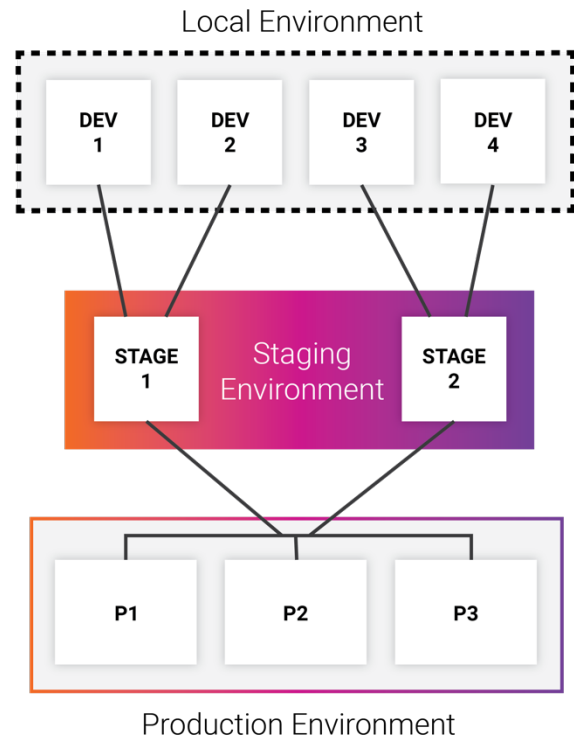 Local Environment
DEV
1
DEV
2
DEV
3
DEV
4
STAGE
1
Staging
Environment
STAGE
2
P1
P2
P3
Production Environment